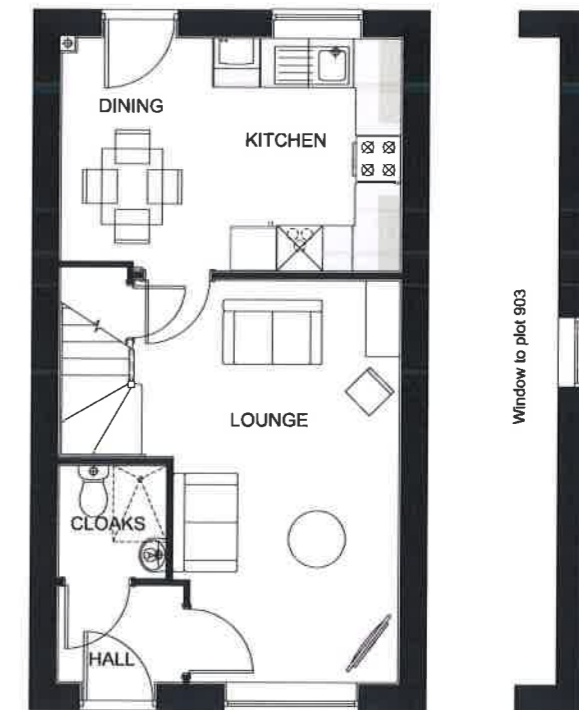 DINING
KITCHEN
LOUNGE
CLOAKS
HALL
Window to plot 903